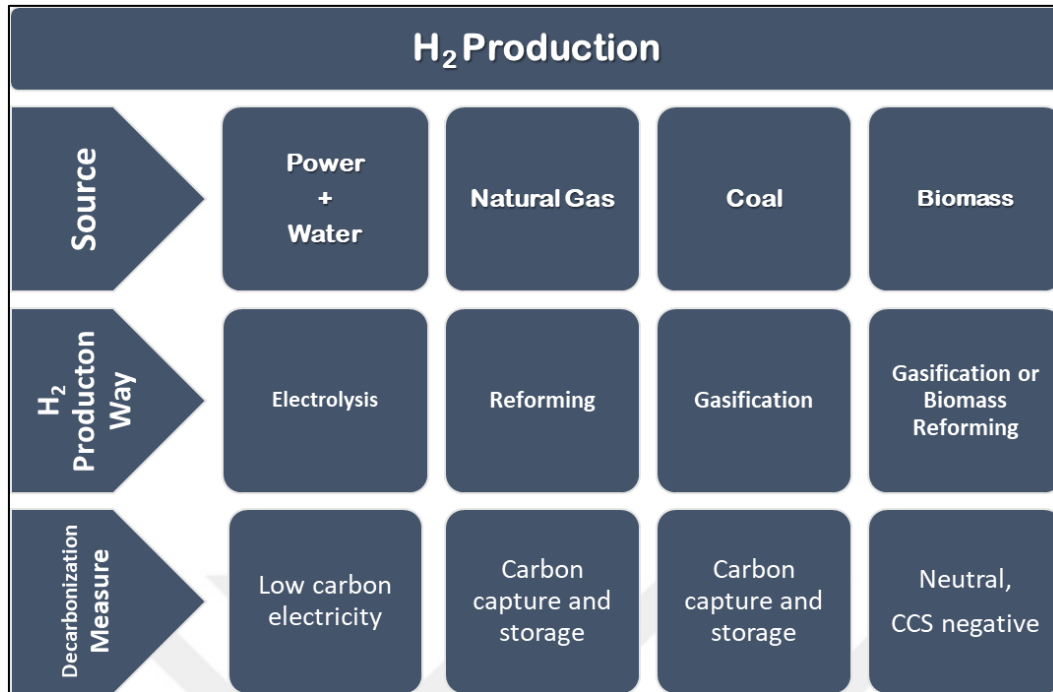 H₂ Production
Source
Power
+
Water
Natural Gas
Coal
Biomass
H₂
Producton
Way
Electrolysis
Reforming
Gasification
Gasification or
Biomass
Reforming
Decarbonization
Measure
Low carbon
electricity
Carbon
capture and
storage
Carbon
capture and
storage
Neutral,
CCS negative